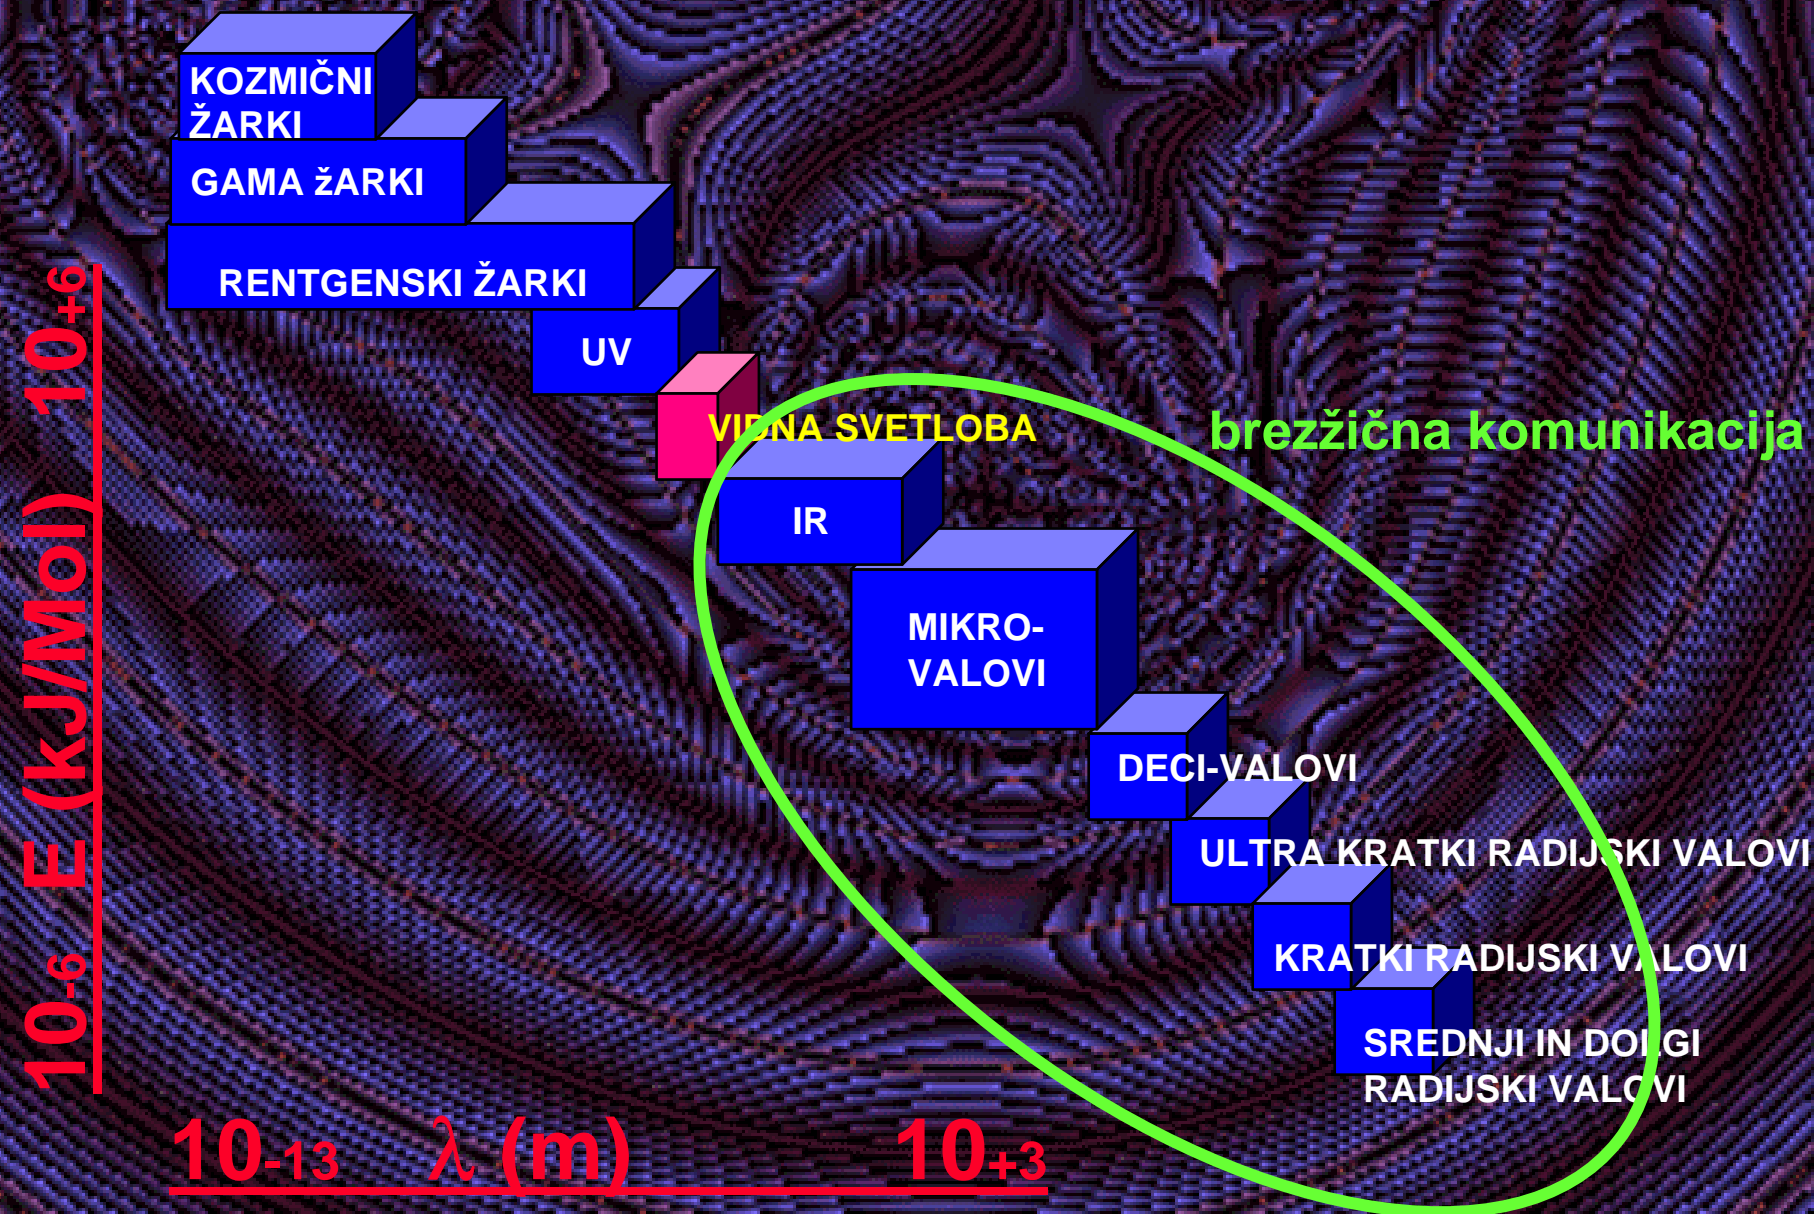 KOZMIČNI
ŽARKI
GAMA žARKI
RENTGENSKI ŽARKI
UV
VIDNA SVETLOBA
brezžična komunikacija
IR
MIKRO-
VALOVI
DECI-VALOVI
ULTRA KRATKI RADIJSKI VALOVI
KRATKI RADIJSKI VALOVI
SREDNJI IN DOLGI
RADIJSKI VALOVI
10-6 E (kJ/Mol) 10+6
10-13 λ (m) 10+3